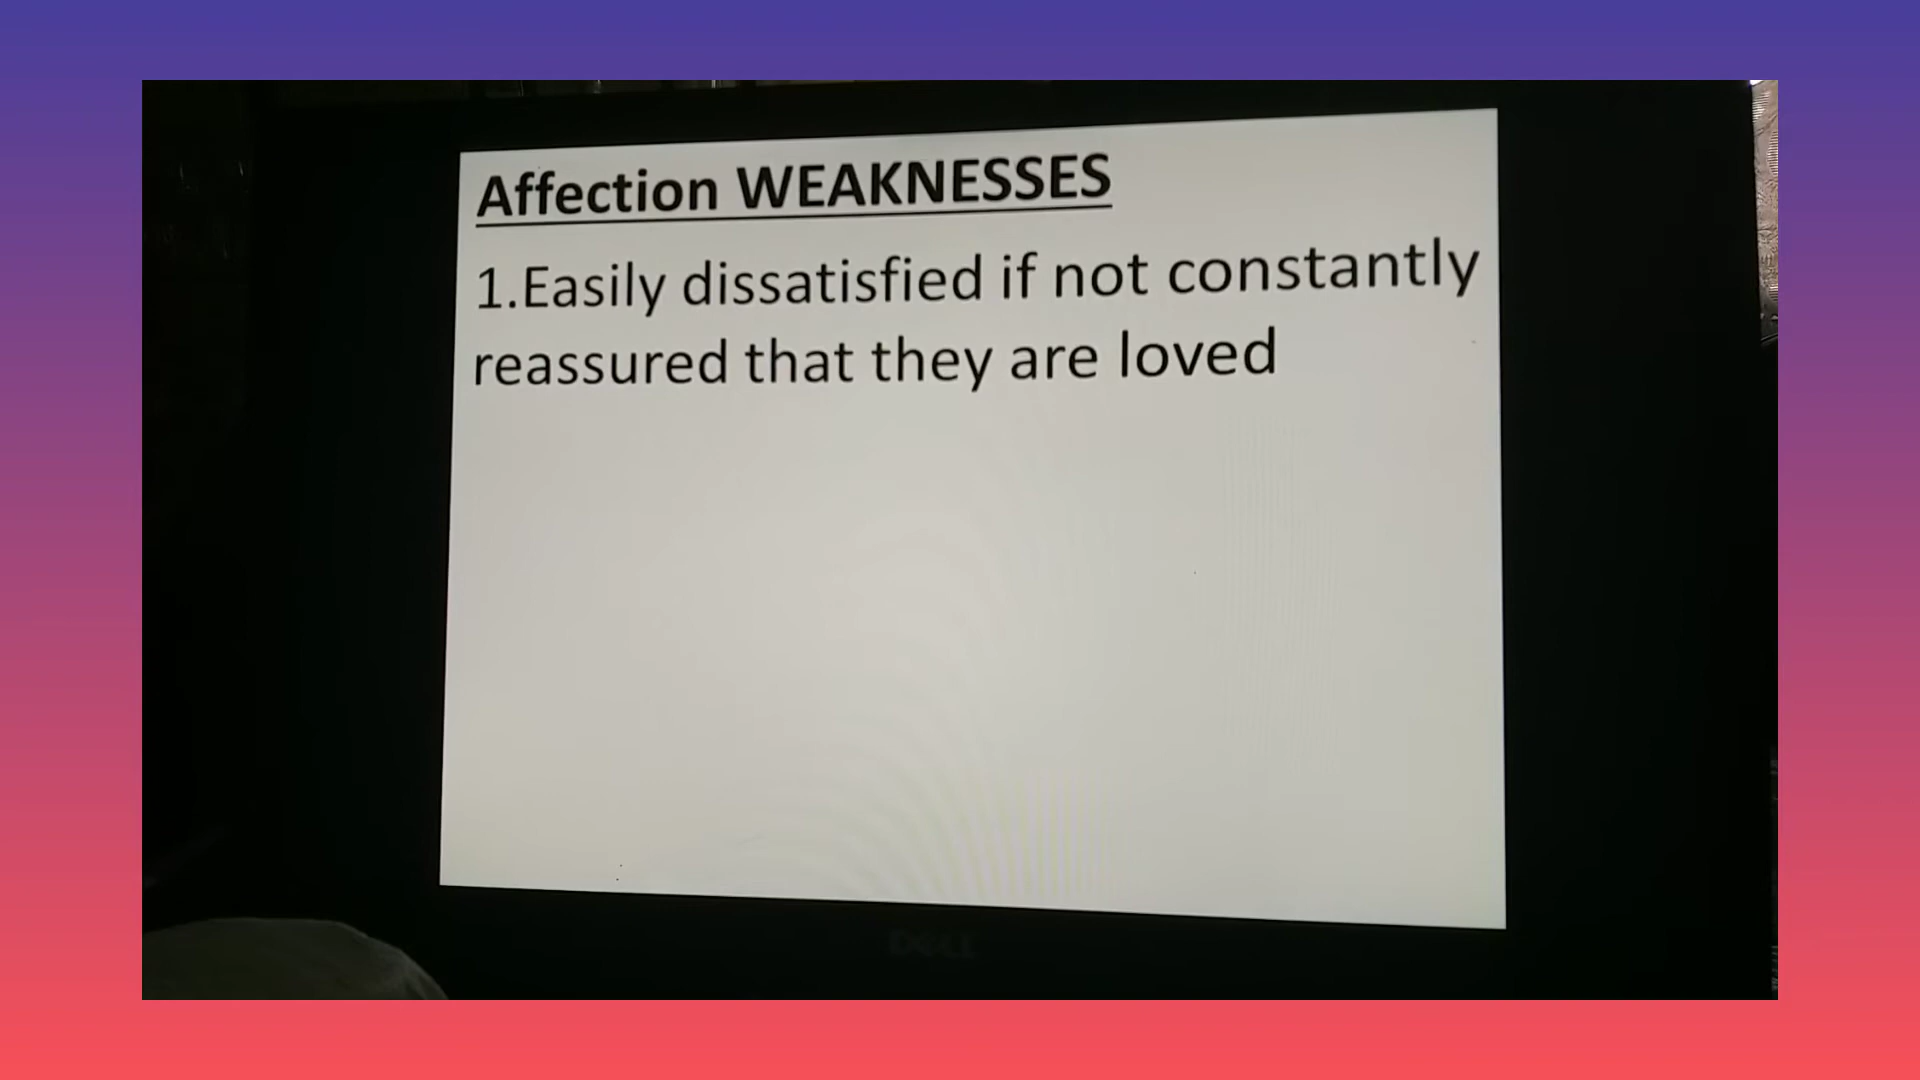 Affection WEAKNESSES
1.Easily dissatisfied if not constantly
reassured that they are loved
DELL